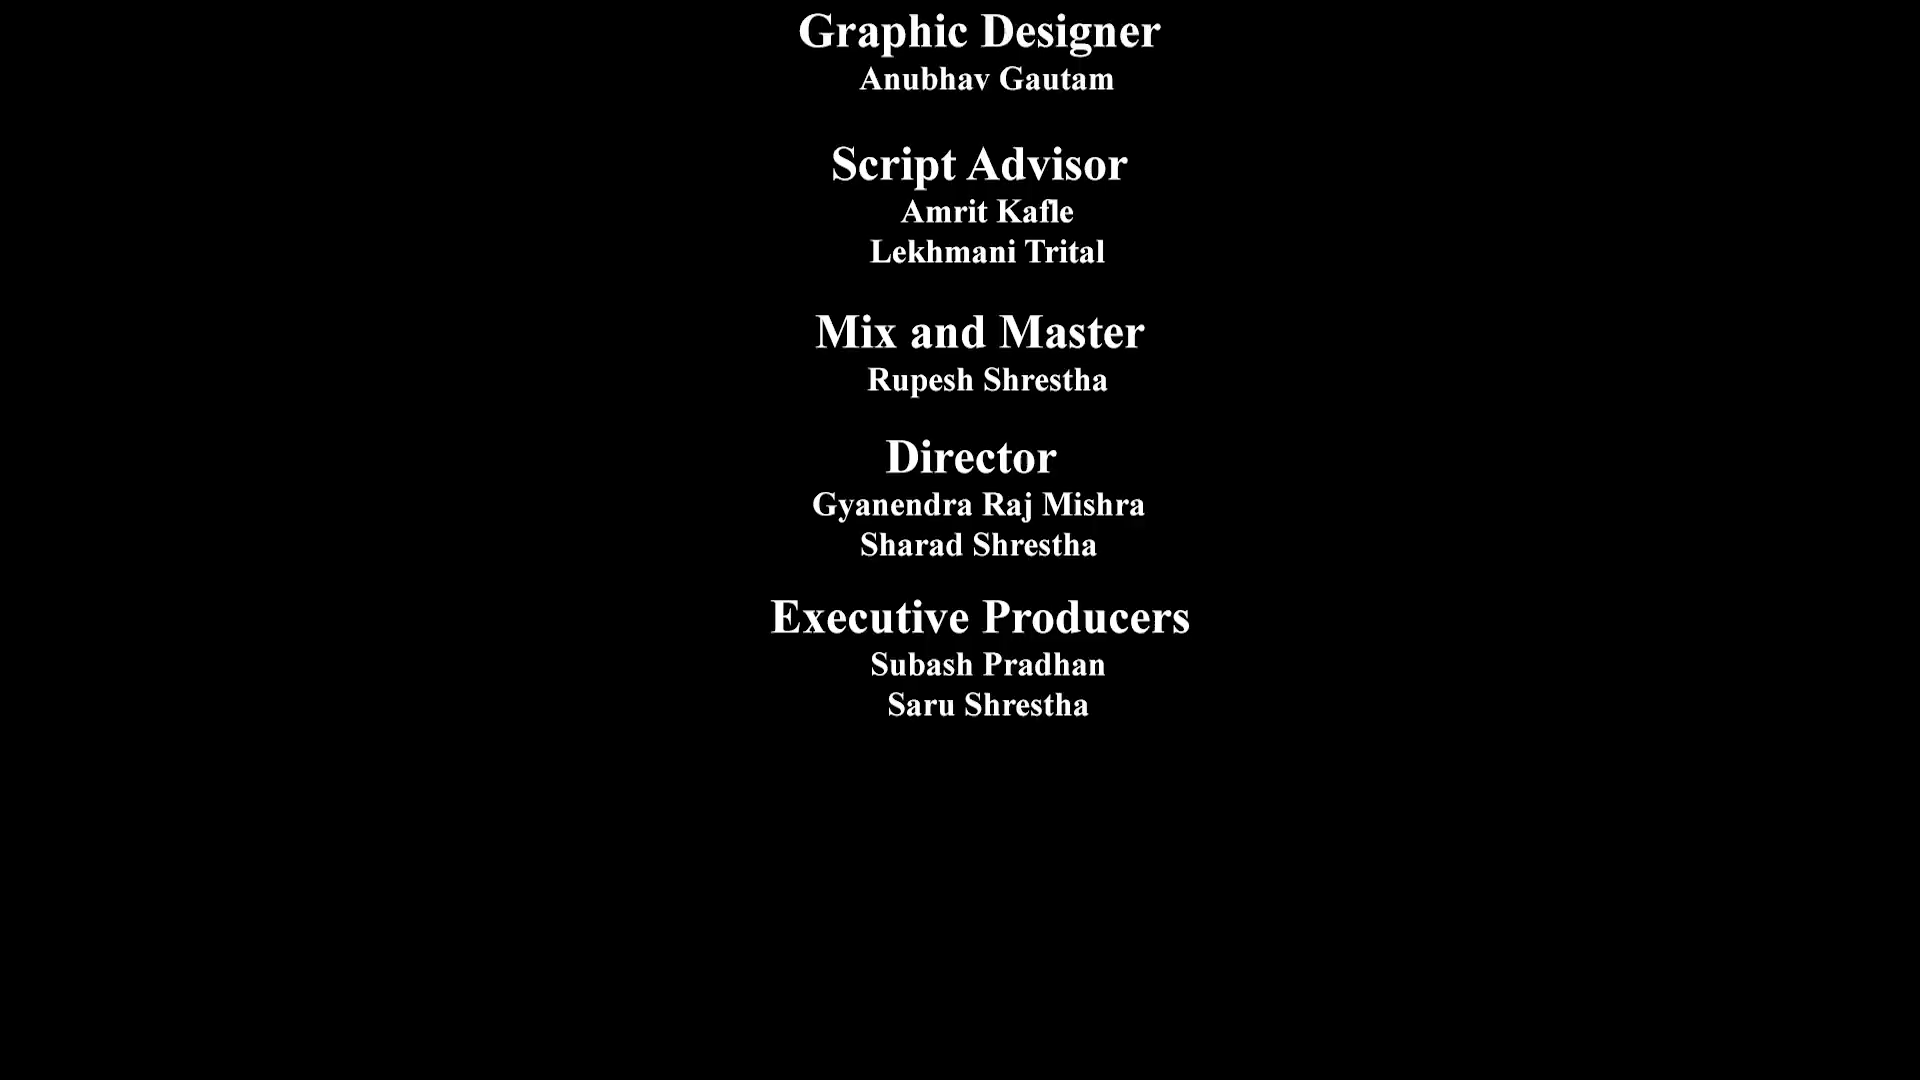 Graphic Designer
Anubhav Gautam
Script Advisor
Amrit Kafle
Lekhmani Trital
Mix and Master
Rupesh Shrestha
Director
Gyanendra Raj Mishra
Sharad Shrestha
Executive Producers
Subash Pradhan
Saru Shrestha